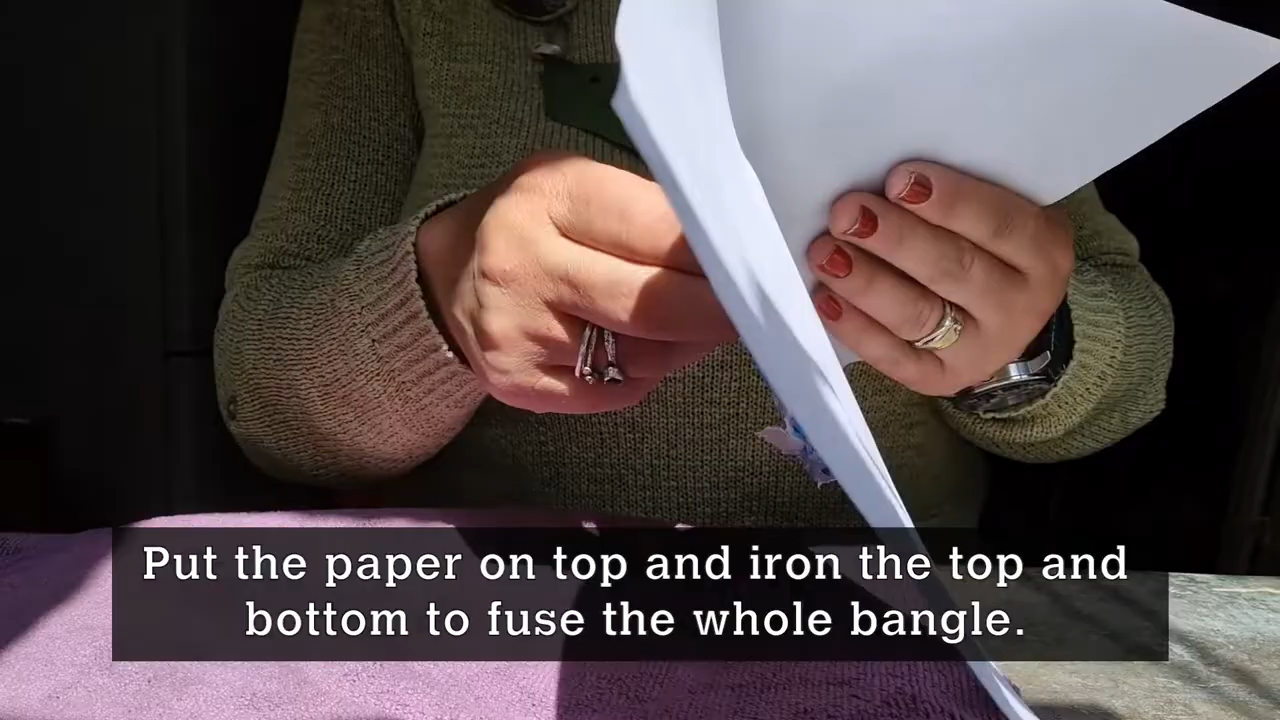 Put the paper on top and iron the top and
bottom to fuse the whole bangle.